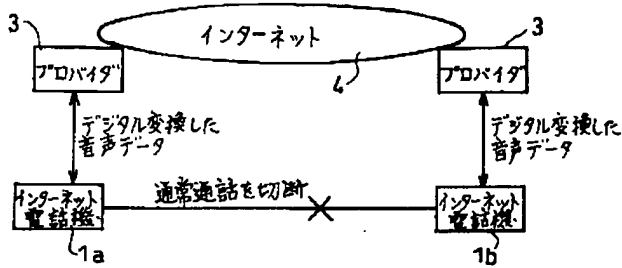 インターネット
3
3
プロバイダ
プロバイダ
4
デジタル変換した
音声データ
デジタル変換した
音声データ
通常通話を切断
インターネット
電話機
インターネット
電話機
1a
1b